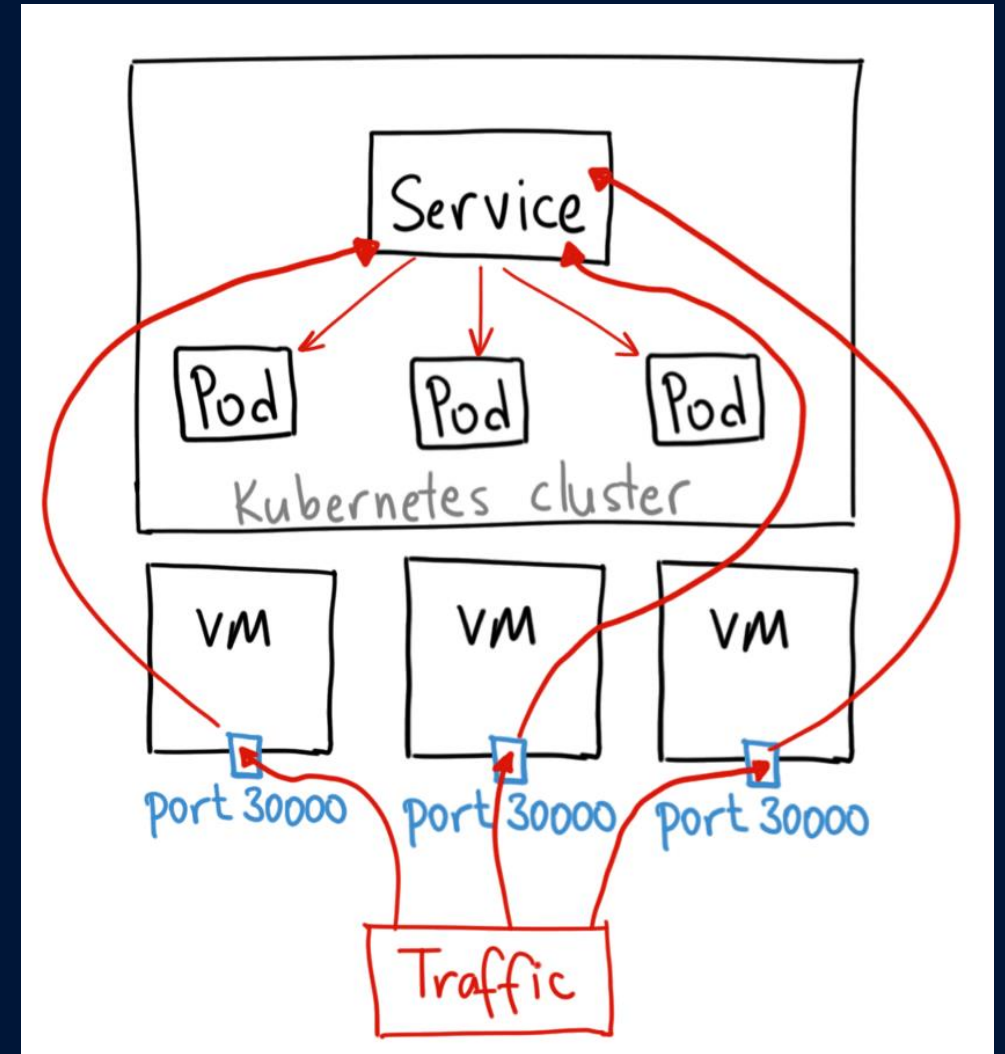 Service
Pod
Pod
Pod
Kubernetes cluster
VM
VM
VM
port 30000
port 30000
port 30000
Traffic